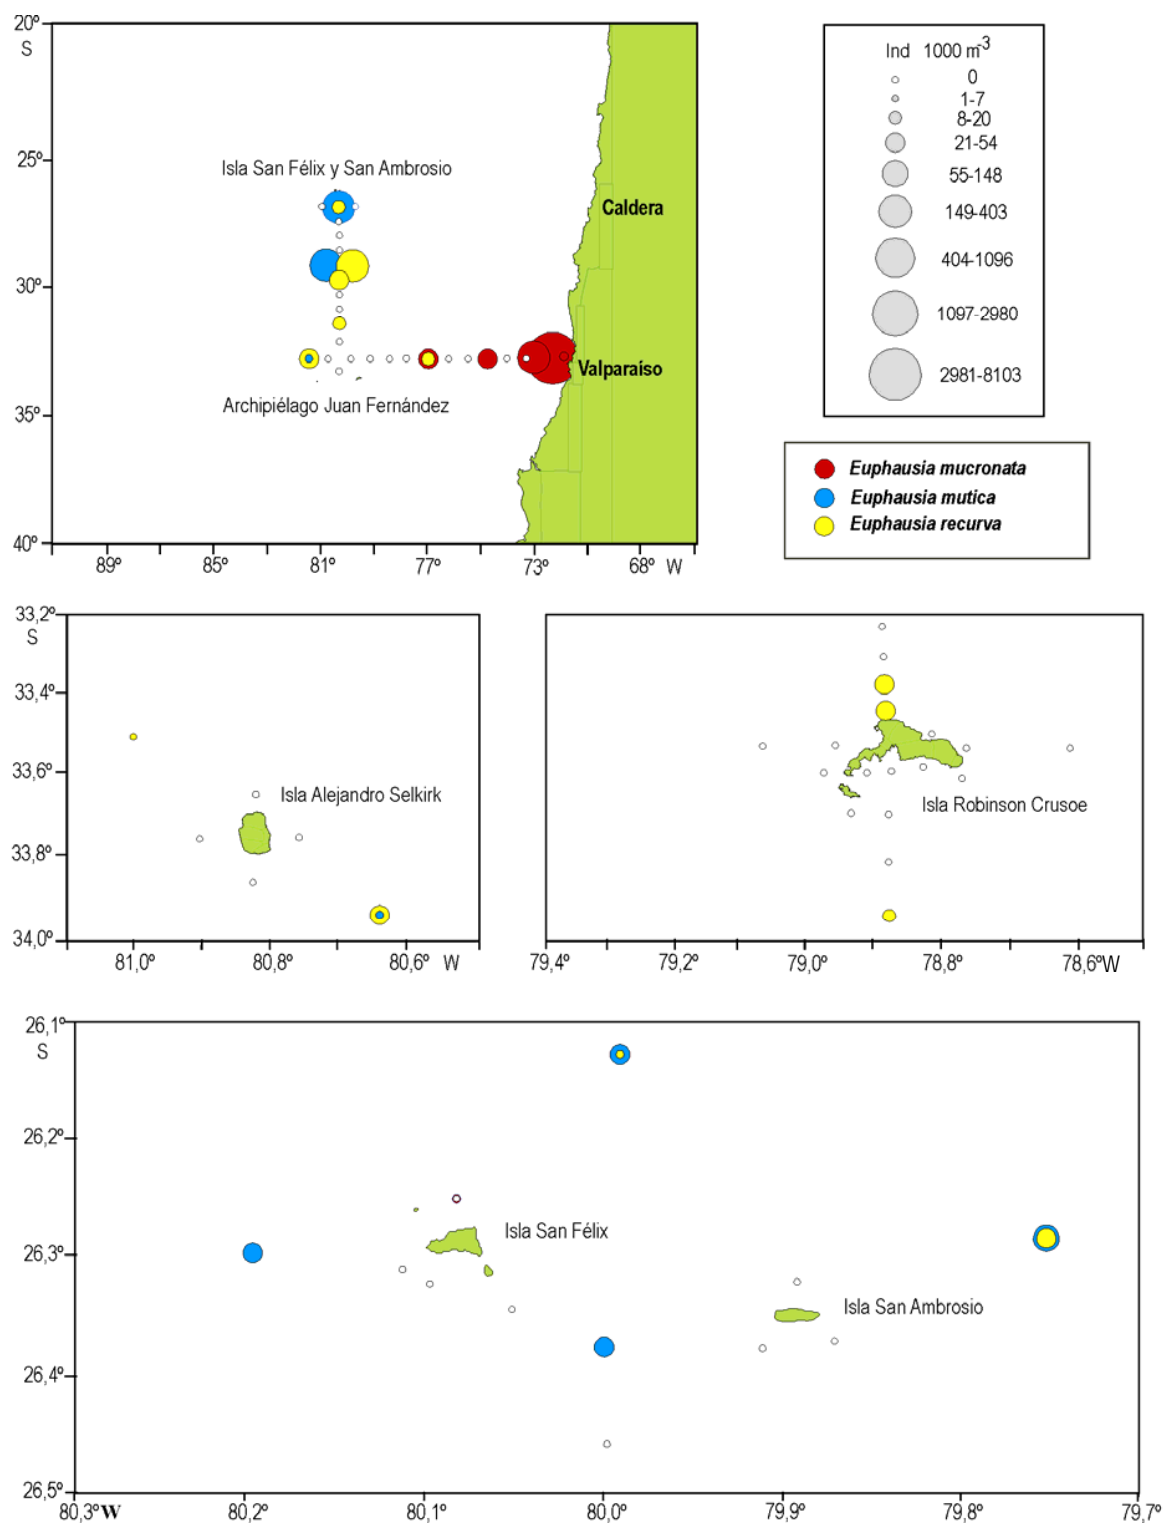 20º
S
25º
30º
35º
40º
89º 85º 81º 77º 73º 68º W
Isla San Félix y San Ambrosio
Caldera
Valparaíso
Archipiélago Juan Fernández
Ind 1000 m-3
0
1-7
8-20
21-54
55-148
149-403
404-1096
1097-2980
2981-8103
Euphausia mucronata
Euphausia mutica
Euphausia recurva
33,2º
S
33,4º
33,6º
33,8º
34,0º
Isla Alejandro Selkirk
81,0º 80,8º 80,6º W
Isla Robinson Crusoe
79,4º 79,2º 79,0º 78,8º 78,6ºW
26,1º
S
26,2º
26,3º
26,4º
26,5º
Isla San Félix
Isla San Ambrosio
80,3ºW 80,2º 80,1º 80,0º 79,9º 79,8º 79,7º